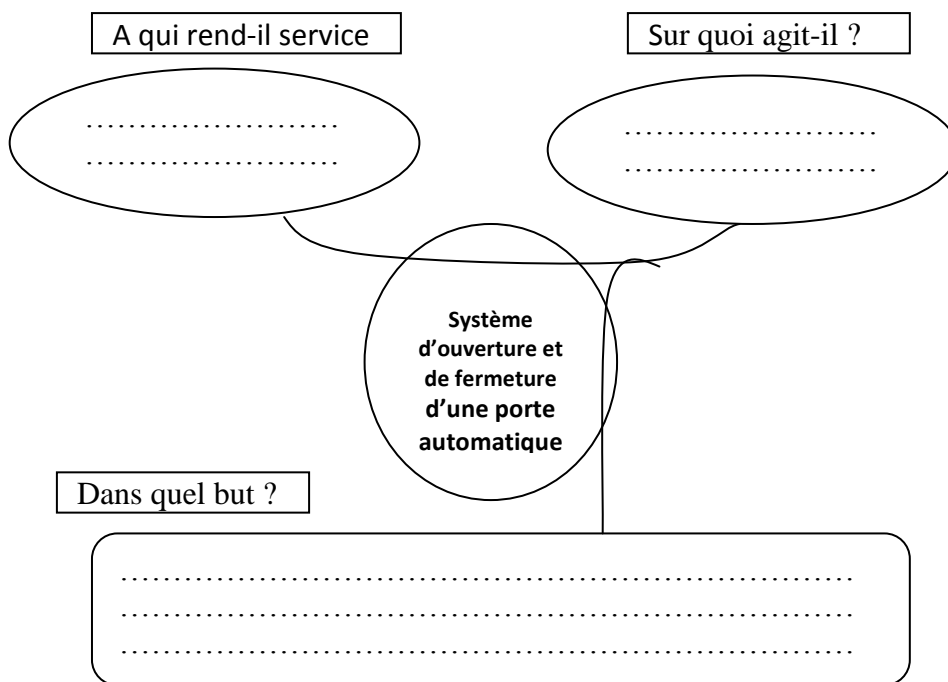 A qui rend-il service
Sur quoi agit-il ?
……………………
……………………
……………………
……………………
Système
d’ouverture et
de fermeture
d’une porte
automatique
Dans quel but ?
………………………………………………………………
………………………………………………………………
………………………………………………………………